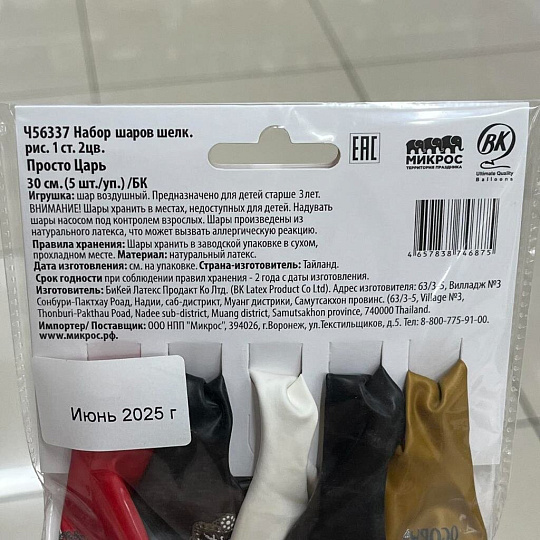 Ч56337 Набор шаров шелк.
рис. 1 ст. 2цв.
Просто Царь
30 см. (5 шт./уп.) /БК
EAC
МИКРОС
ТЕРРИТОРИЯ ПРАЗДНИКА
BK
Ultimate Quality
Balloons
Игрушка: шар воздушный. Предназначено для детей старше 3 лет.
ВНИМАНИЕ! Шары хранить в местах, недоступных для детей. Надувать
шары насосом под контролем взрослых. Шары произведены из
натурального латекса, что может вызвать аллергическую реакцию.
Правила хранения: Шары хранить в заводской упаковке в сухом,
прохладном месте. Материал: натуральный латекс.
Дата изготовления: см. на упаковке. Страна-изготовитель: Тайланд.
Срок годности при соблюдении правил хранения - 2 года с даты изготовления.
4 657838 746875
Изготовитель: БиКей Латекс Продакт Ко Лтд. (BK Latex Product Co Ltd). Адрес изготовителя: 63/3-5, Вилладж №3
Сонбури-Пактхау Роад, Надии, саб-дистрикт, Муанг дистрики, Самутсакхон провинс. (63/3-5, Village №3,
Thonburi-Pakthau Poad, Nadee sub-district, Muang district, Samutsakhon province, 740000 Thailand.
Импортер/ Поставщик: ООО НПП "Микрос", 394026, г.Воронеж, ул.Текстильщиков, д.5. Тел: 8-800-775-91-00.
www.микрос.рф.
Июнь 2025 г